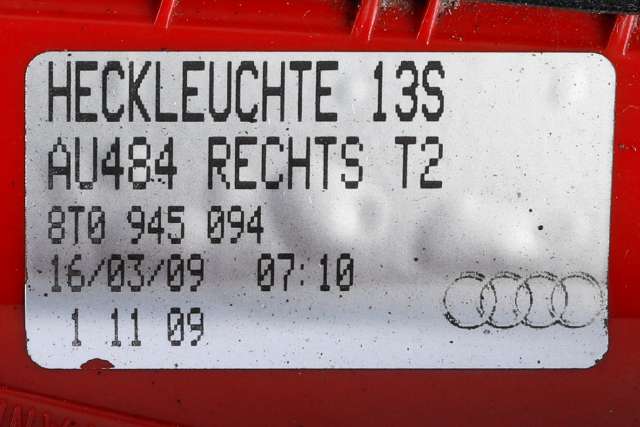 HECKLEUCHTE 13S
AU484 RECHTS T2
8T0 945 094
16/03/09 07:10
1 11 09